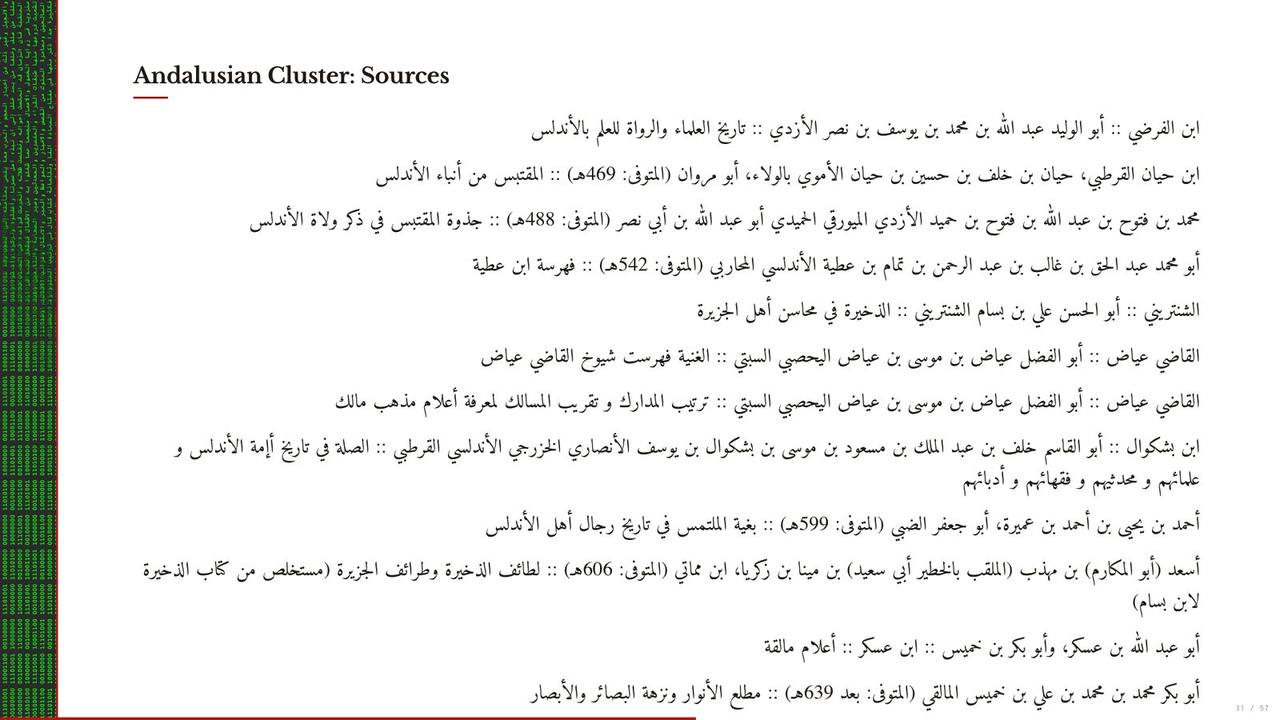 Andalusian Cluster: Sources
ابن الفرضي :: أبو الوليد عبد الله بن محمد بن يوسف بن نصر الأزدي :: تاريخ العلماء والرواة للعلم بالأندلس
ابن حيان القرطبي، حيان بن خلف بن حسين بن حيان الأموي بالولاء، أبو مروان (المتوفى: 469هـ) :: المقتبس من أنباء الأندلس
محمد بن فتوح بن عبد الله بن فتوح بن حميد الأزدي الميورقي الحميدي أبو عبد الله بن أبي نصر (المتوفى: 488هـ) :: جذوة المقتبس في ذكر ولاة الأندلس
أبو محمد عبد الحق بن غالب بن عبد الرحمن بن تمام بن عطية الأندلسي المحاربي (المتوفى: 542هـ) :: فهرسة ابن عطية
الشنتريني :: أبو الحسن علي بن بسام الشنتريني :: الذخيرة في محاسن أهل الجزيرة
القاضي عياض :: أبو الفضل عياض بن موسى بن عياض اليحصبي السبتي :: الغنية فهرست شيوخ القاضي عياض
القاضي عياض :: أبو الفضل عياض بن موسى بن عياض اليحصبي السبتي :: ترتيب المدارك و تقريب المسالك لمعرفة أعلام مذهب مالك
ابن بشكوال :: أبو القاسم خلف بن عبد الملك بن مسعود بن موسى بن بشكوال بن يوسف الأنصاري الخزرجي الأندلسي القرطبي :: الصلة في تاريخ أإمة الأندلس و
علمائهم و محدثيهم و فقهائهم و أدبائهم
أحمد بن يحيى بن أحمد بن عميرة، أبو جعفر الضبي (المتوفى: 599هـ) :: بغية الملتمس في تاريخ رجال أهل الأندلس
أسعد (أبو المكارم) بن مهذب (الملقب بالخطير أبي سعيد) بن مينا بن زكريا، ابن مماتي (المتوفى: 606هـ) :: لطائف الذخيرة وطرائف الجزيرة (مستخلص من كتاب الذخيرة
لابن بسام)
أبو عبد الله بن عسكر، وأبو بكر بن خميس :: ابن عسكر :: أعلام مالقة
أبو بكر محمد بن محمد بن علي بن خميس المالقي (المتوفى: بعد 639هـ) :: مطلع الأنوار ونزهة البصائر والأبصار
31 / 57